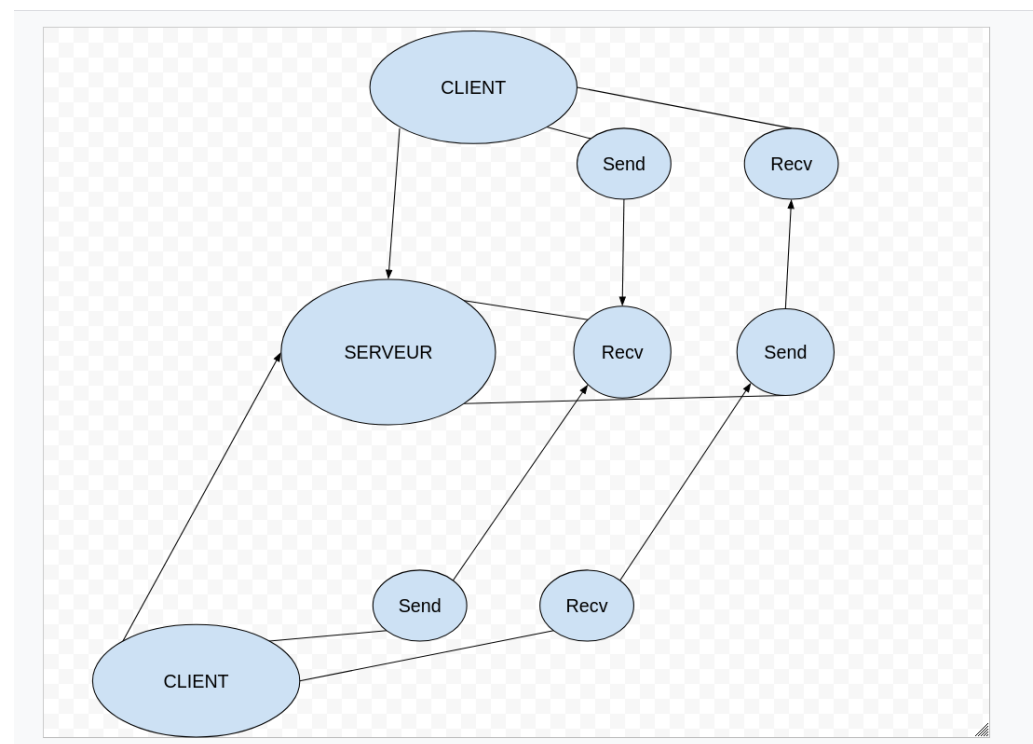 CLIENT
Send
Recv
SERVEUR
Recv
Send
Send
Recv
CLIENT